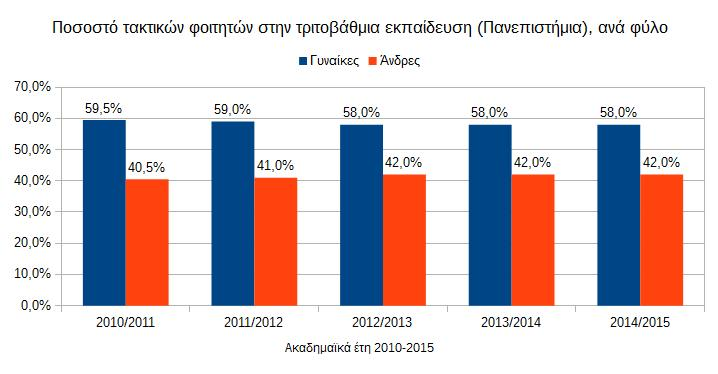 Ποσοστό τακτικών φοιτητών στην τριτοβάθμια εκπαίδευση (Πανεπιστήμια), ανά φύλο
Γυναίκες Άνδρες
70,0%
60,0%
50,0%
40,0%
30,0%
20,0%
10,0%
0,0%
59,5% 59,0% 58,0% 58,0% 58,0%
40,5% 41,0% 42,0% 42,0% 42,0%
2010/2011 2011/2012 2012/2013 2013/2014 2014/2015
Ακαδημαϊκά έτη 2010-2015